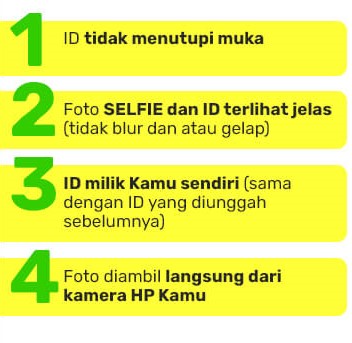 1
ID tidak menutupi muka
2
Foto SELFIE dan ID terlihat jelas
(tidak blur dan atau gelap)
3
ID milik Kamu sendiri (sama
dengan ID yang diunggah
sebelumnya)
4
Foto diambil langsung dari
kamera HP Kamu